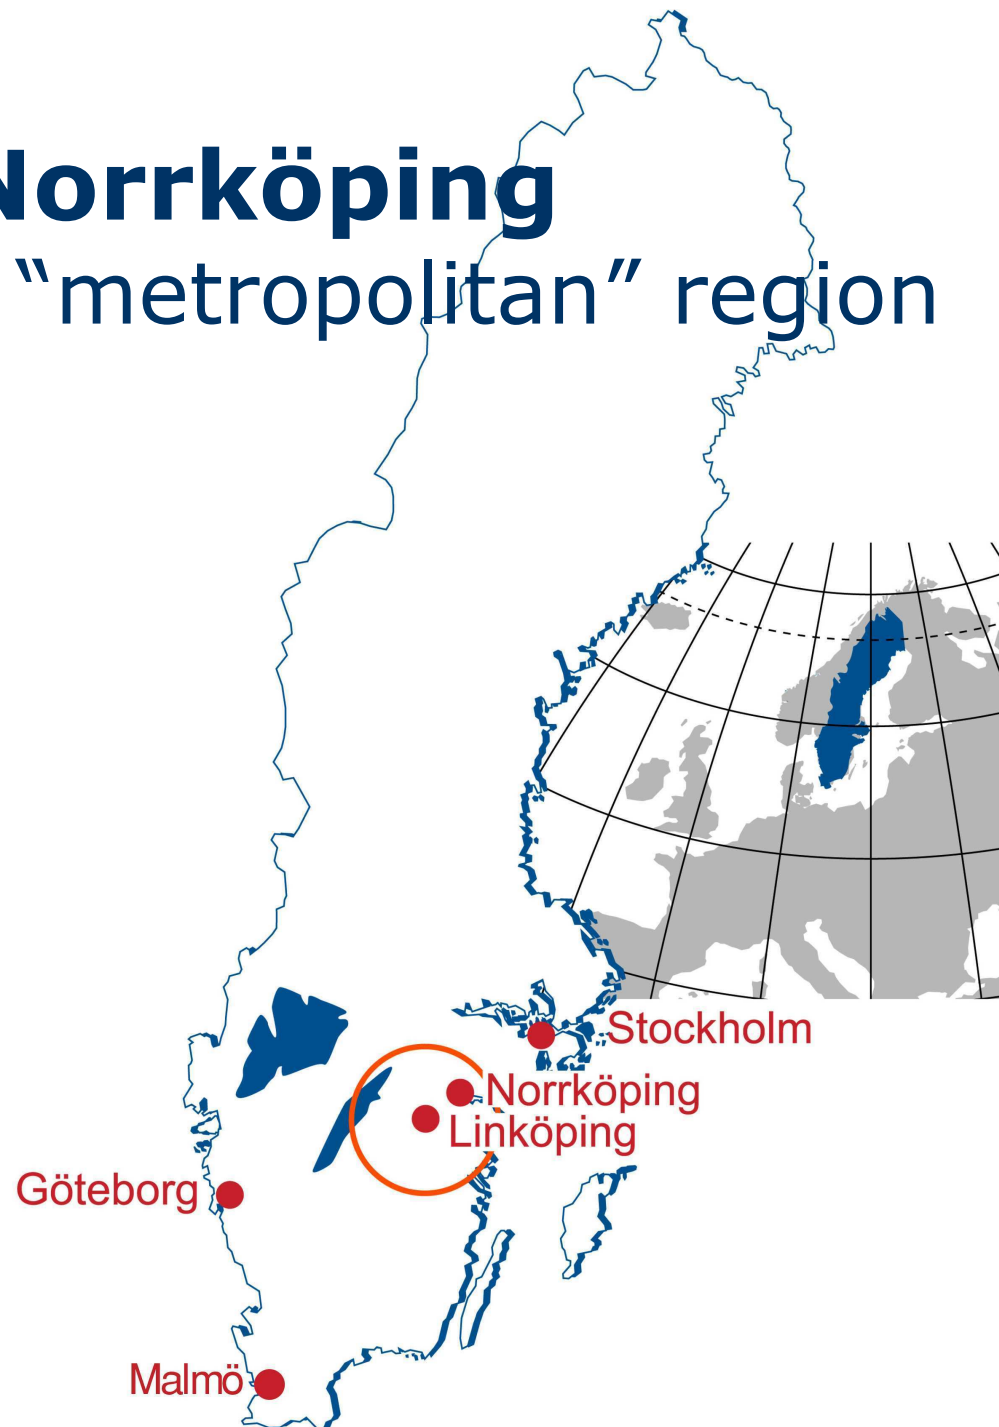 Norrköping
“metropolitan” region
Stockholm
Norrköping
Linköping
Göteborg
Malmö